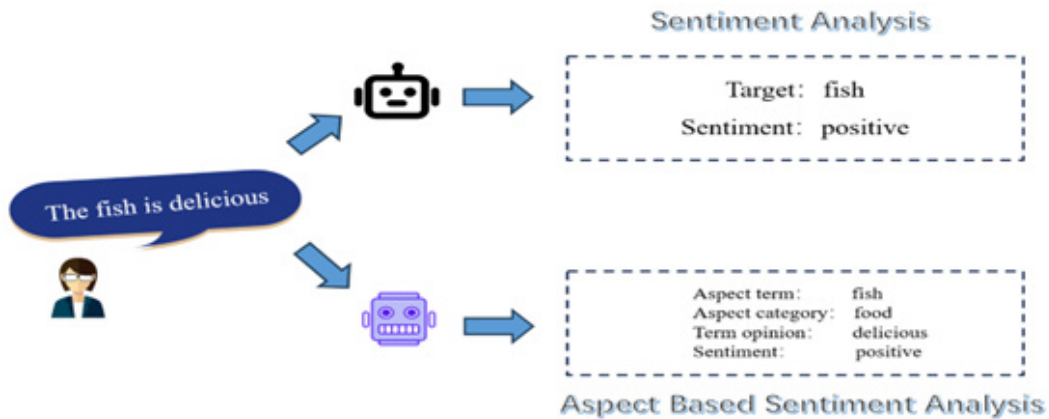 Sentiment Analysis
Target: fish
Sentiment: positive
The fish is delicious
Aspect term: fish
Aspect category: food
Term opinion: delicious
Sentiment: positive
Aspect Based Sentiment Analysis